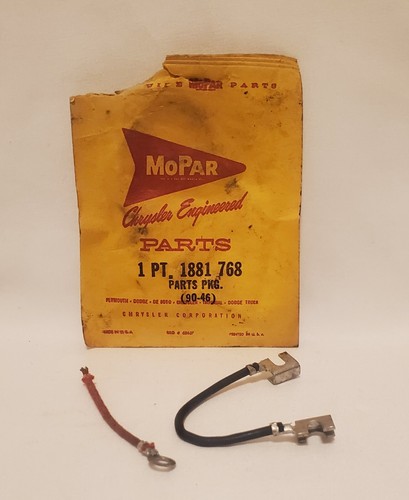 MOPAR PARTS
MoPAR
Chrysler Engineered
PARTS
1 PT. 1881 768
PARTS PKG.
(90-46)
PLYMOUTH • DODGE • DE SOTO • DODGE TRUCK
CHRYSLER CORPORATION